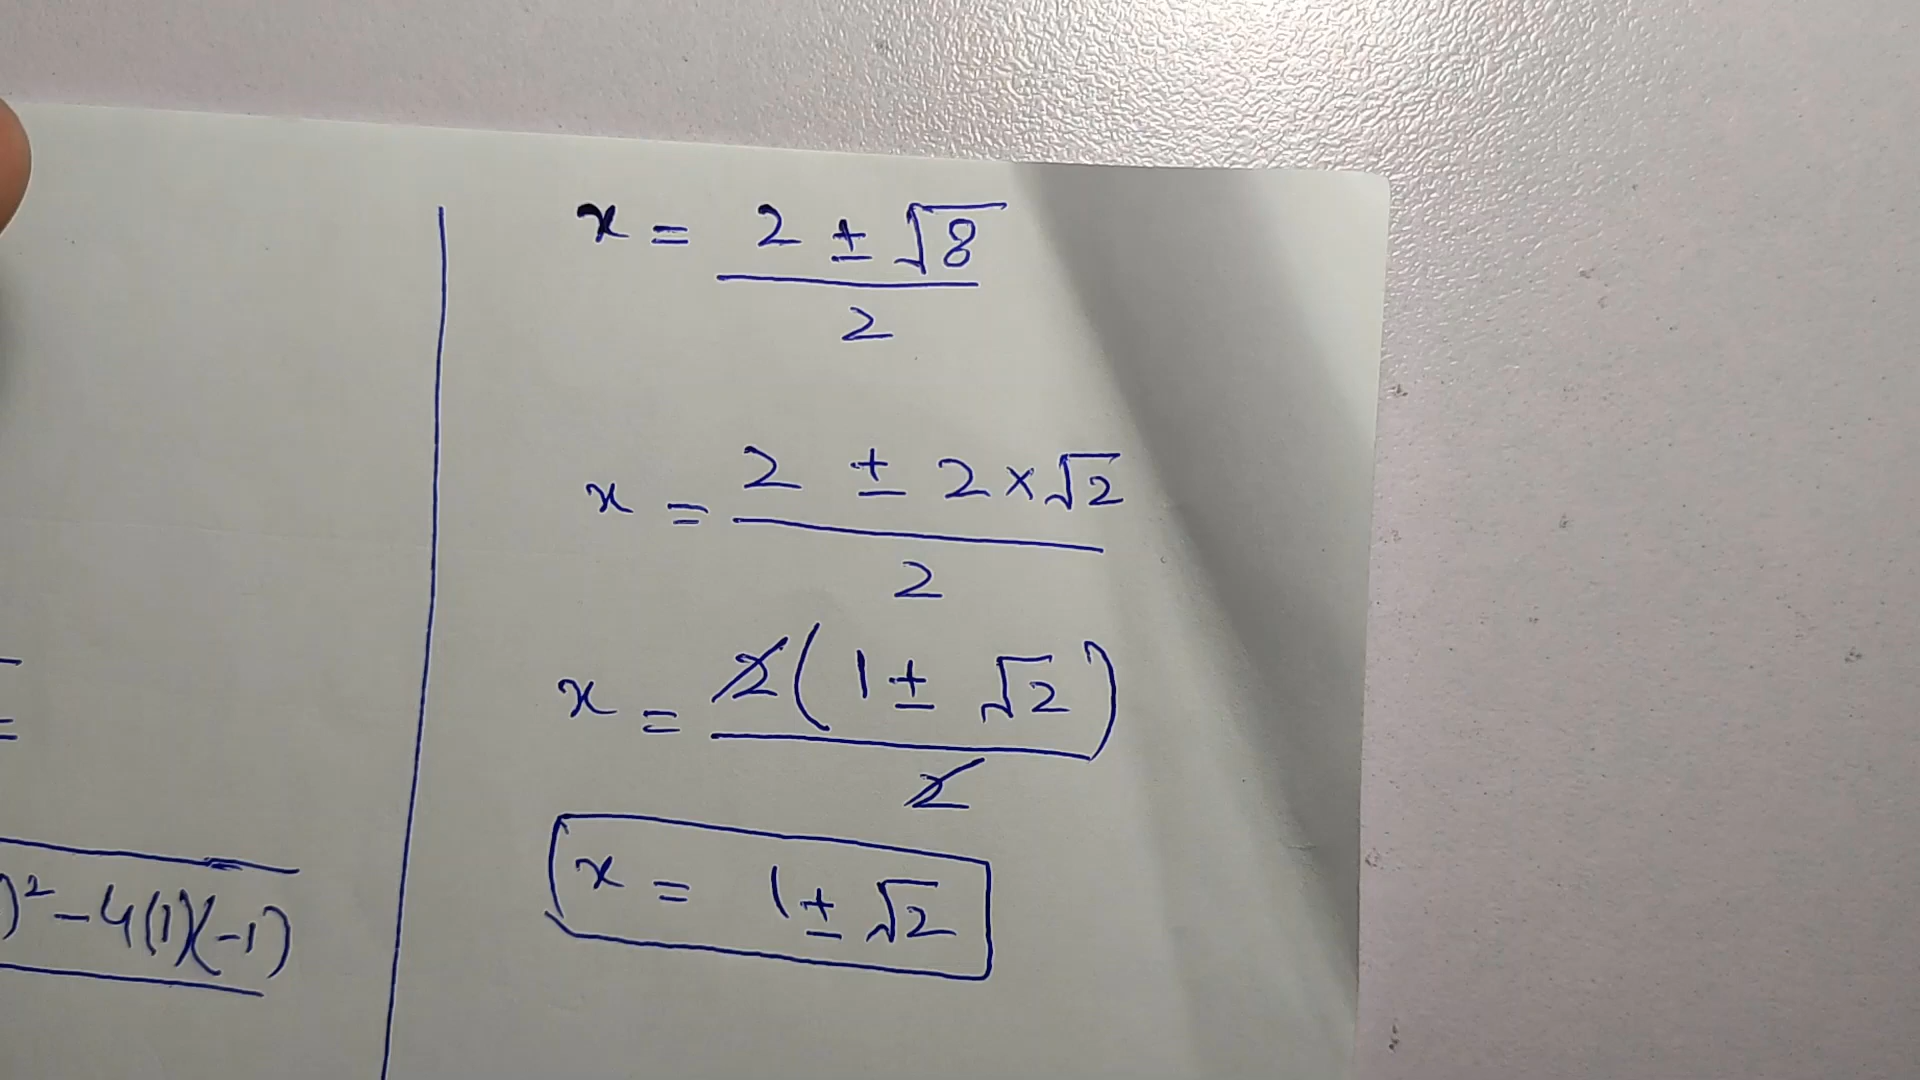 )² - 4(1)(-1)
x = (2 ± √8) / 2
x = (2 ± 2 × √2) / 2
x = 2(1 ± √2) / 2
x = 1 ± √2